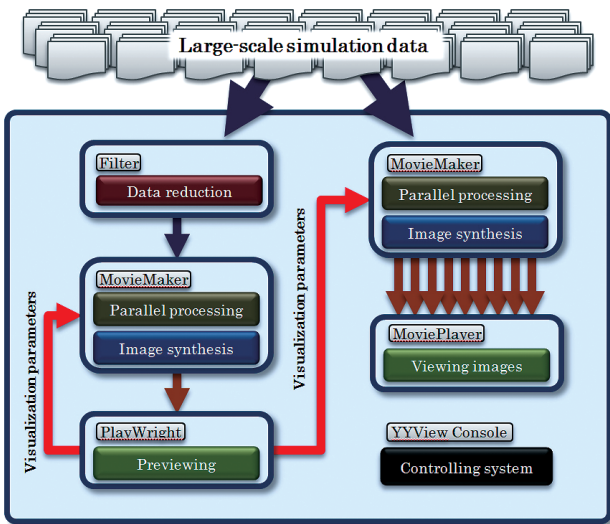 Large-scale simulation data
Filter
Data reduction
MovieMaker
Parallel processing
Image synthesis
PlayWright
Previewing
Visualization parameters
Visualization parameters
MovieMaker
Parallel processing
Image synthesis
MoviePlayer
Viewing images
YYView Console
Controlling system